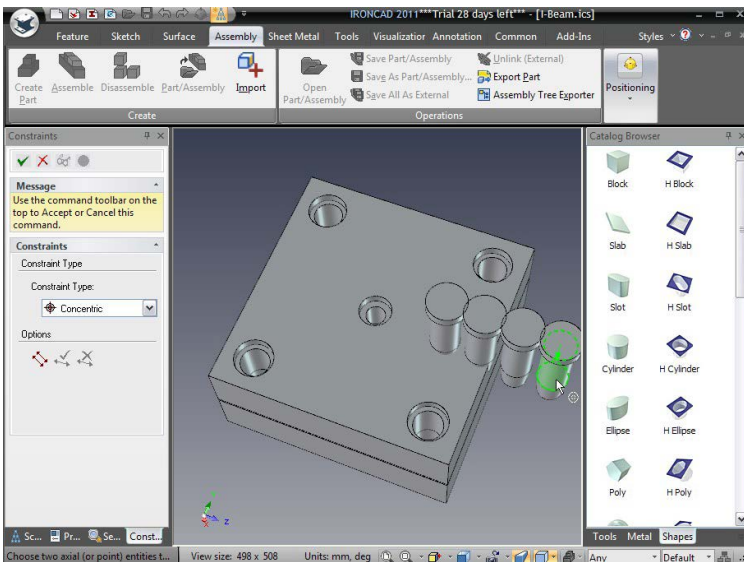 IRONCAD 2011***Trial 28 days left*** - [I-Beam.ics]
Feature Sketch Surface Assembly Sheet Metal Tools Visualization Annotation Common Add-Ins Styles
Create Part
Assemble
Disassemble
Part/Assembly
Import
Create
Open Part/Assembly
Save Part/Assembly
Save As Part/Assembly...
Save All As External
Unlink (External)
Export Part
Assembly Tree Exporter
Operations
Positioning
Constraints
Message
Use the command toolbar on the
top to Accept or Cancel this
command.
Constraints
Constraint Type
Constraint Type:
Concentric
Options
Sc... Pr... Se... Const...
z
Catalog Browser
Block H Block
Slab H Slab
Slot H Slot
Cylinder H Cylinder
Ellipse H Ellipse
Poly H Poly
Tools Metal Shapes
Choose two axial (or point) entities t... View size: 498 x 508 Units: mm, deg Any Default